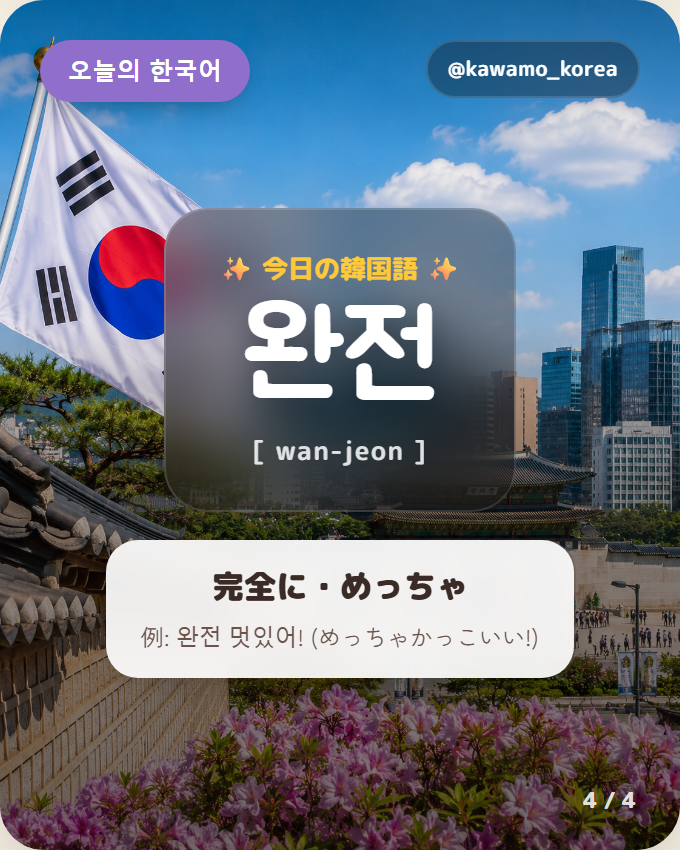 오늘의 한국어
@kawamo_korea
✨ 今日の韓国語 ✨
완전
[ wan-jeon ]
完全に・めっちゃ
例: 완전 멋있어! (めっちゃかっこいい!)
4 / 4